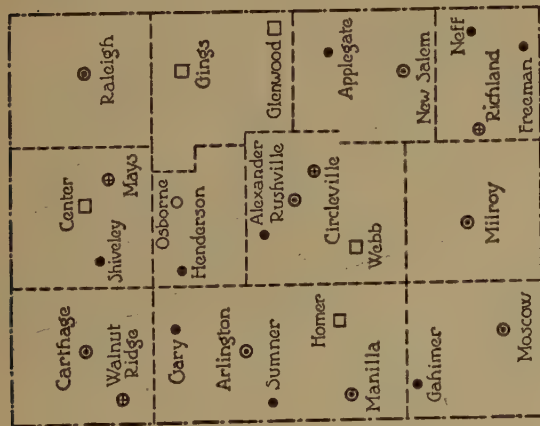 Carthage
Center
Raleigh
Walnut
Ridge
Shiveley
Mays
Osborne
Gings
Gary
Henderson
Arlington
Alexander
Rushville
Glenwood
Sumner
Homer
Circleville
Applegate
Manilla
Webb
Gahimer
New Salem
Neff
Moscow
Milroy
Richland
Freeman